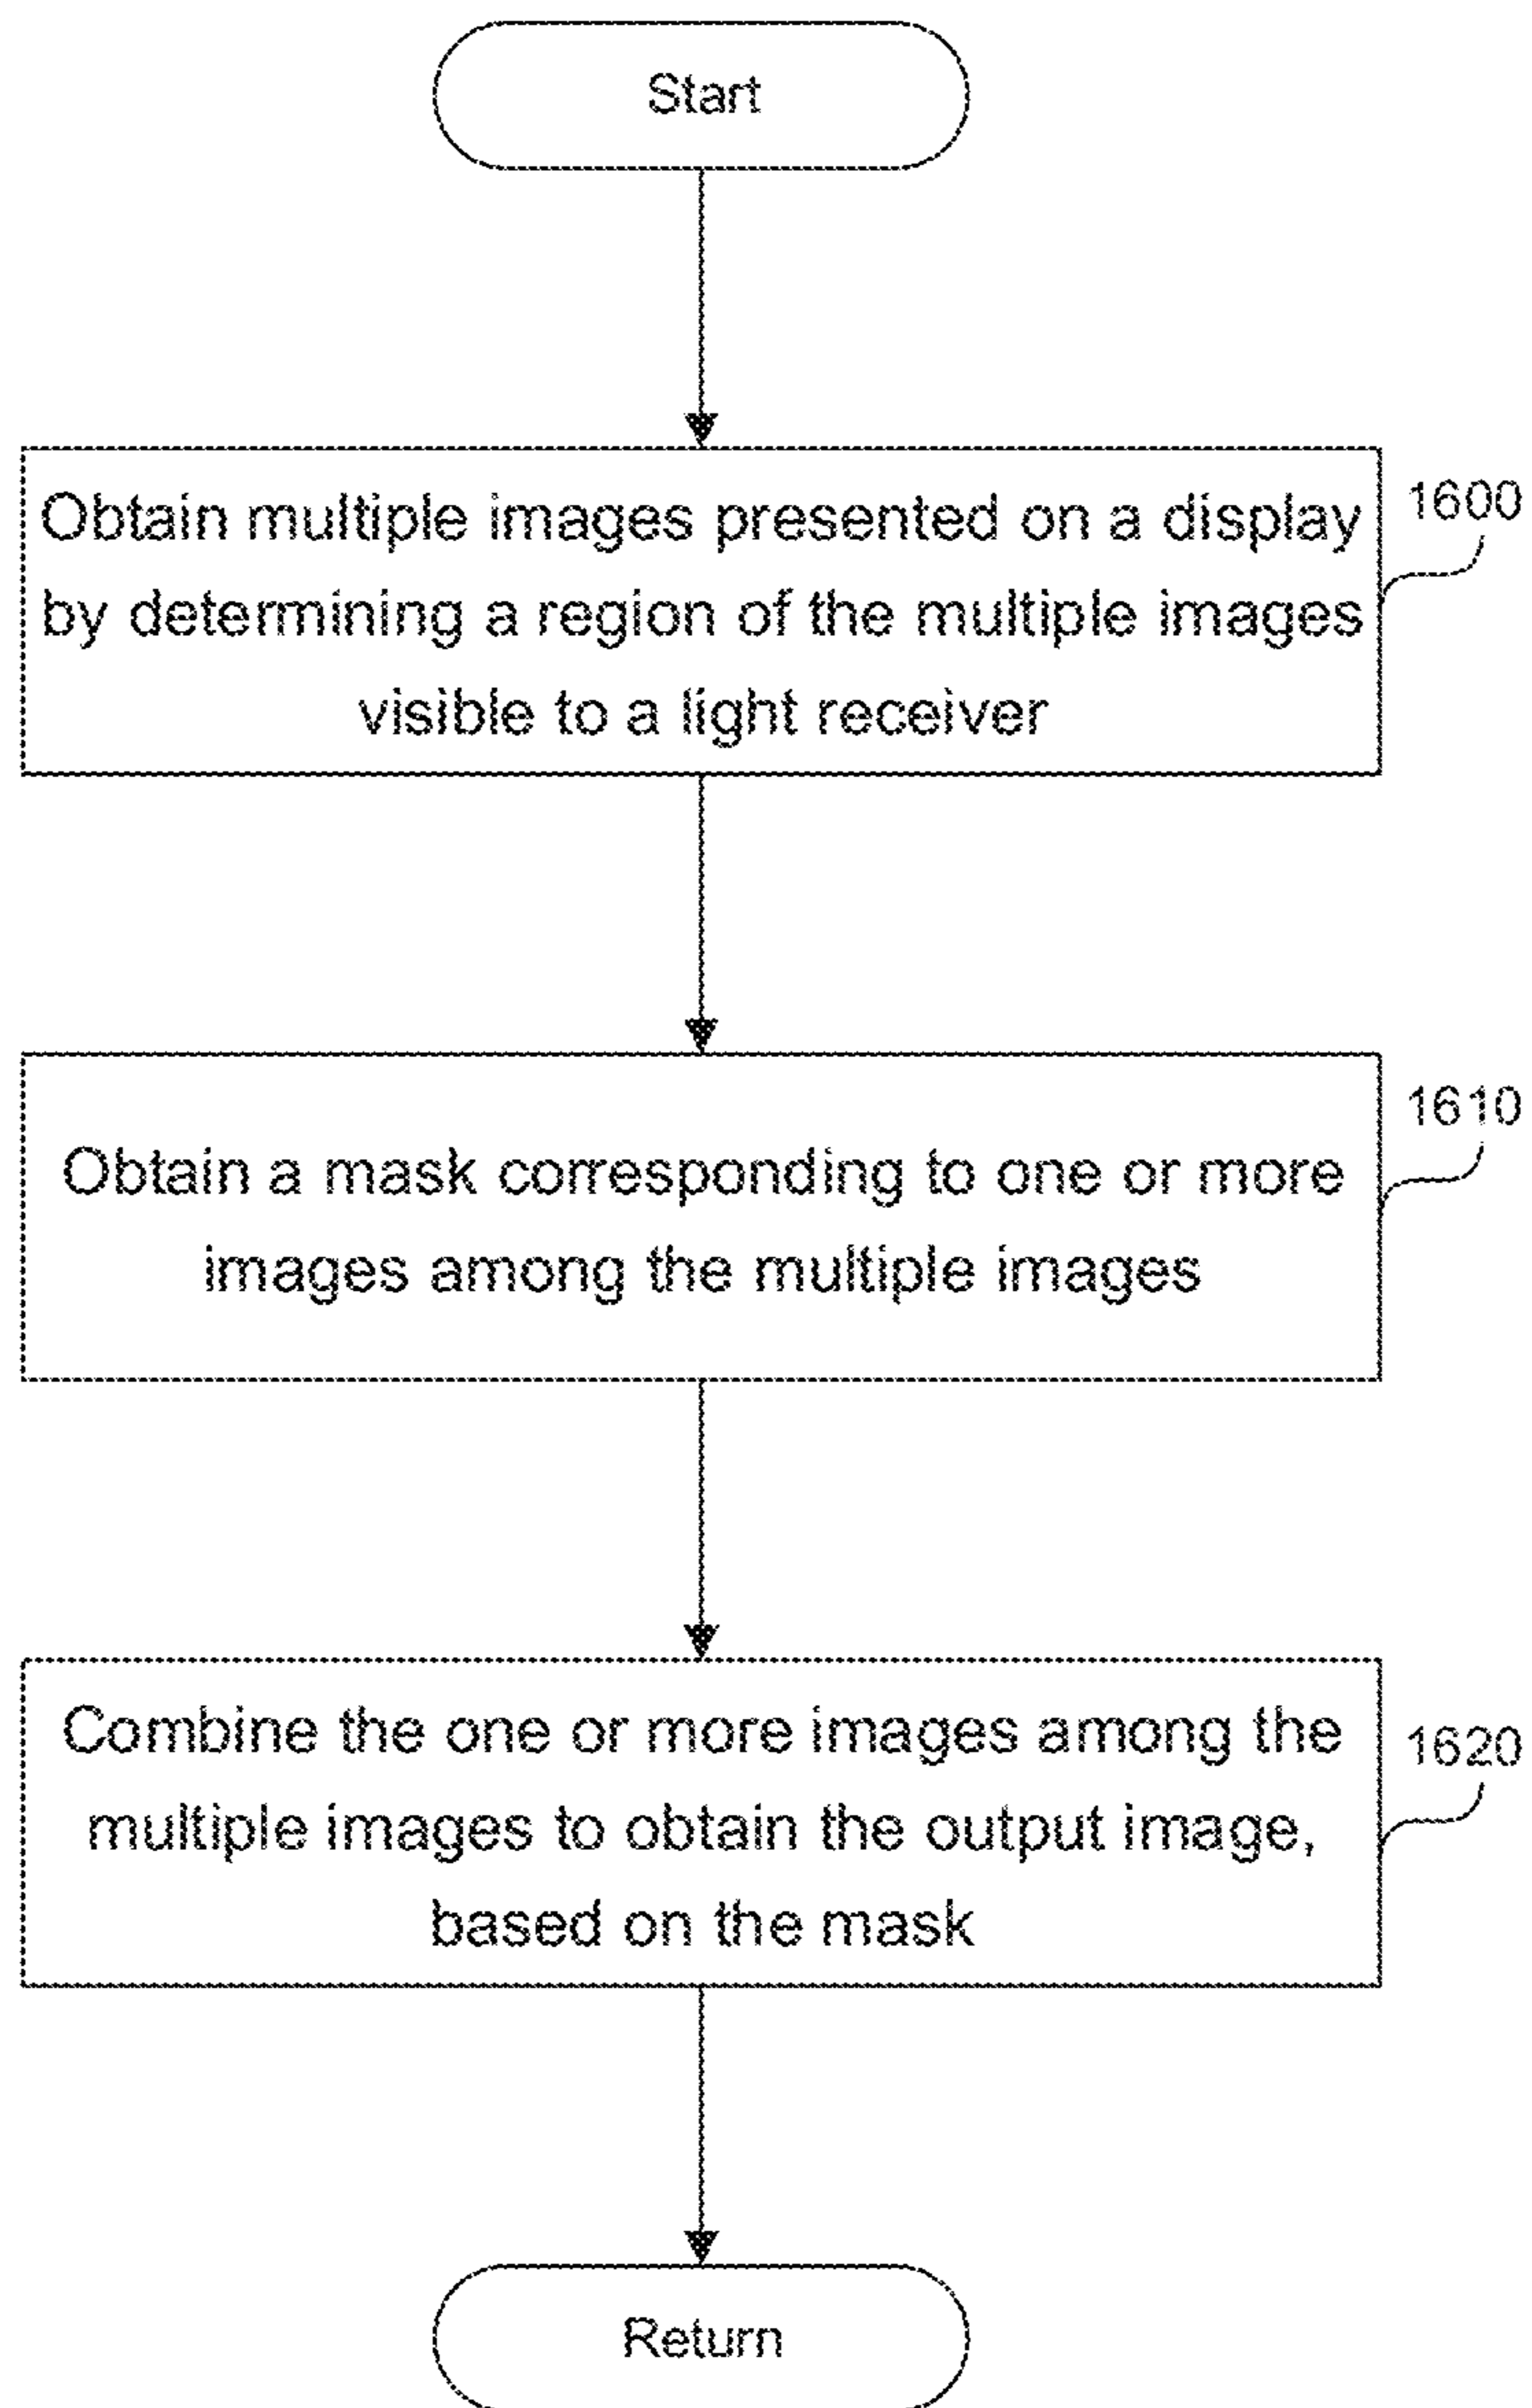 Start
Obtain multiple images presented on a display
by determining a region of the multiple images
visible to a light receiver
1600
Obtain a mask corresponding to one or more
images among the multiple images
1610
Combine the one or more images among the
multiple images to obtain the output image,
based on the mask
1620
Return